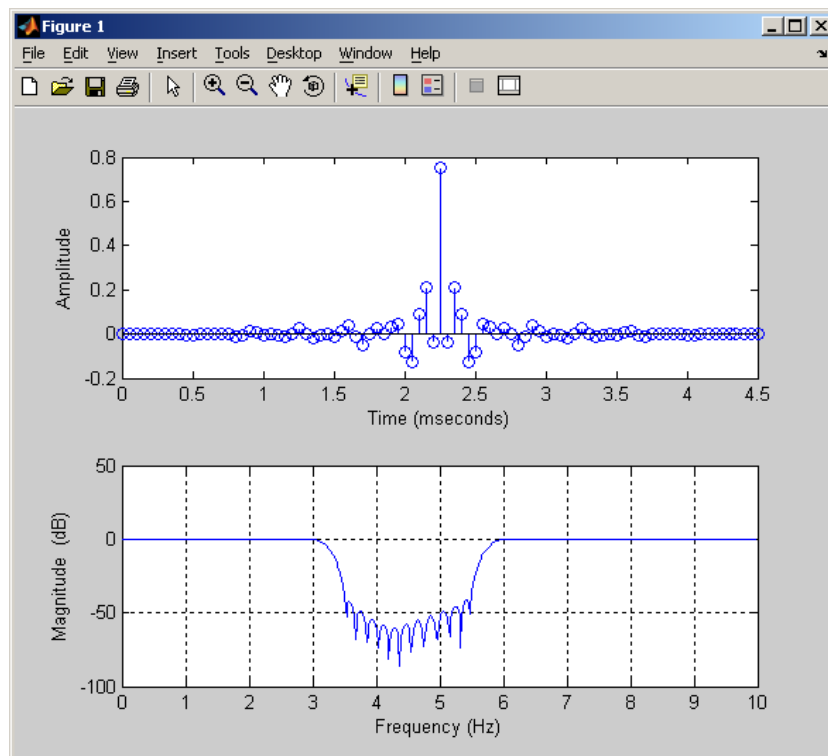 Figure 1
File Edit View Insert Tools Desktop Window Help
0.8
0.6
0.4
0.2
0
-0.2
Amplitude
0 0.5 1 1.5 2 2.5 3 3.5 4 4.5
Time (mseconds)
50
0
-50
-100
Magnitude (dB)
0 1 2 3 4 5 6 7 8 9 10
Frequency (Hz)